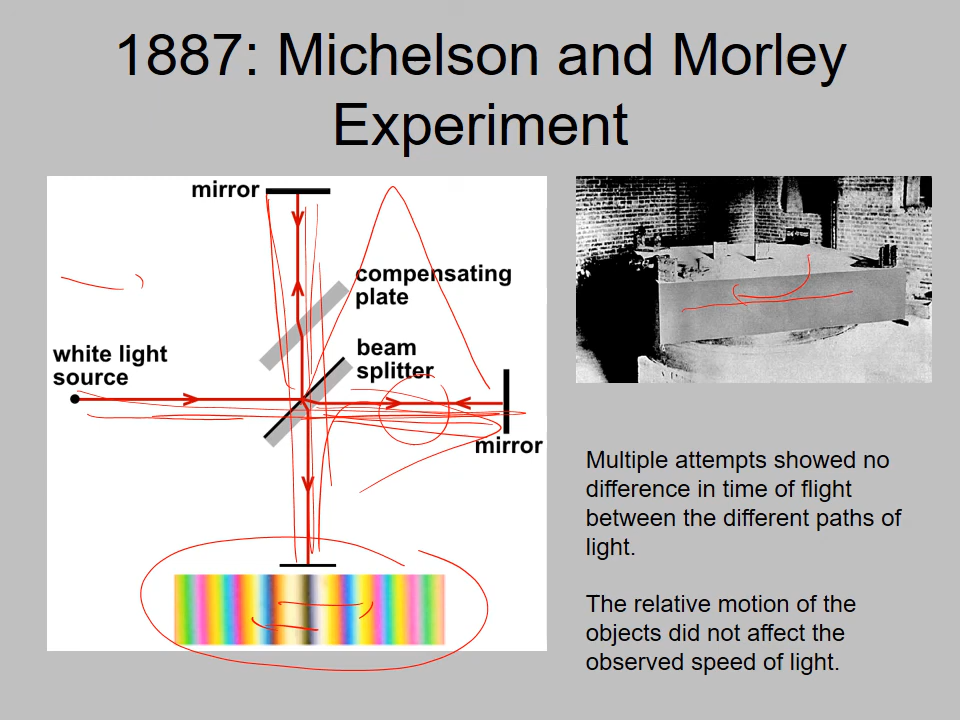 1887: Michelson and Morley
Experiment
mirror
compensating
plate
white light
source
beam
splitter
mirror
Multiple attempts showed no
difference in time of flight
between the different paths of
light.
The relative motion of the
objects did not affect the
observed speed of light.